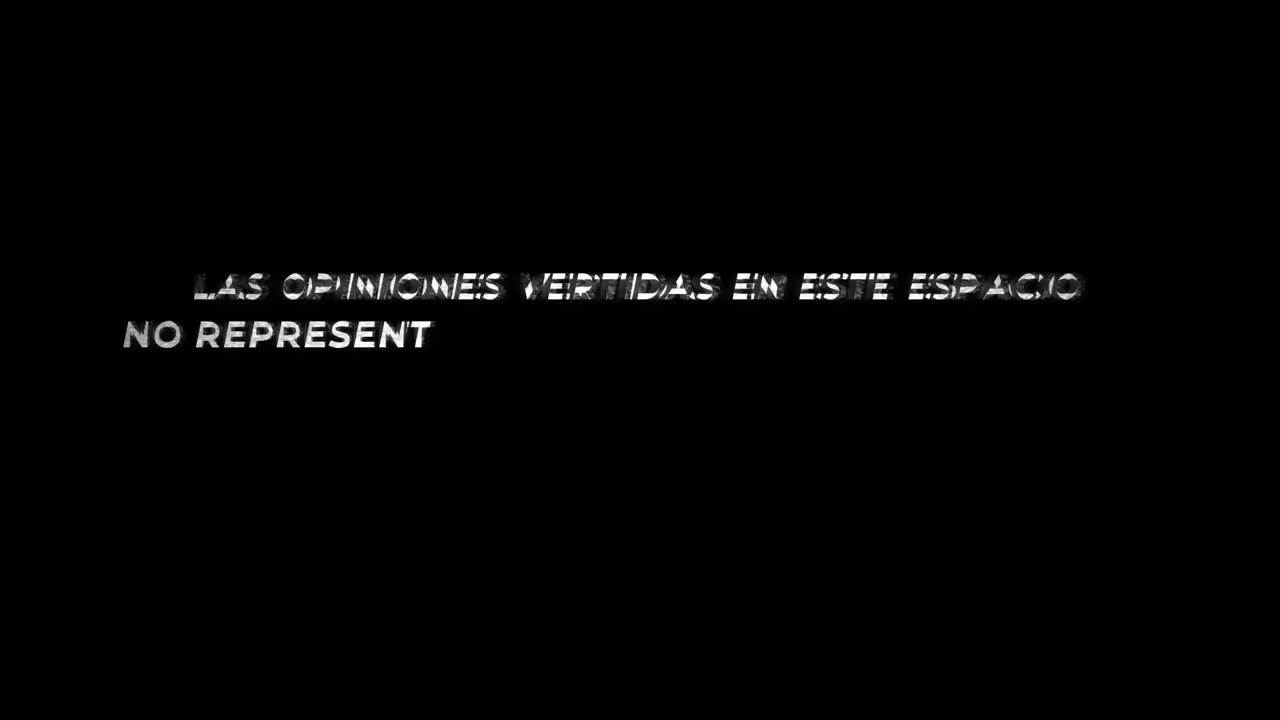 LAS OPINIONES VERTIDAS EN ESTE ESPACIO
NO REPRESENT